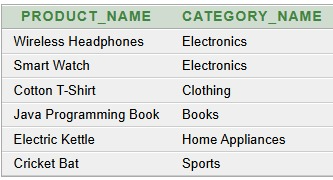 PRODUCT_NAME CATEGORY_NAME
Wireless Headphones Electronics
Smart Watch Electronics
Cotton T-Shirt Clothing
Java Programming Book Books
Electric Kettle Home Appliances
Cricket Bat Sports